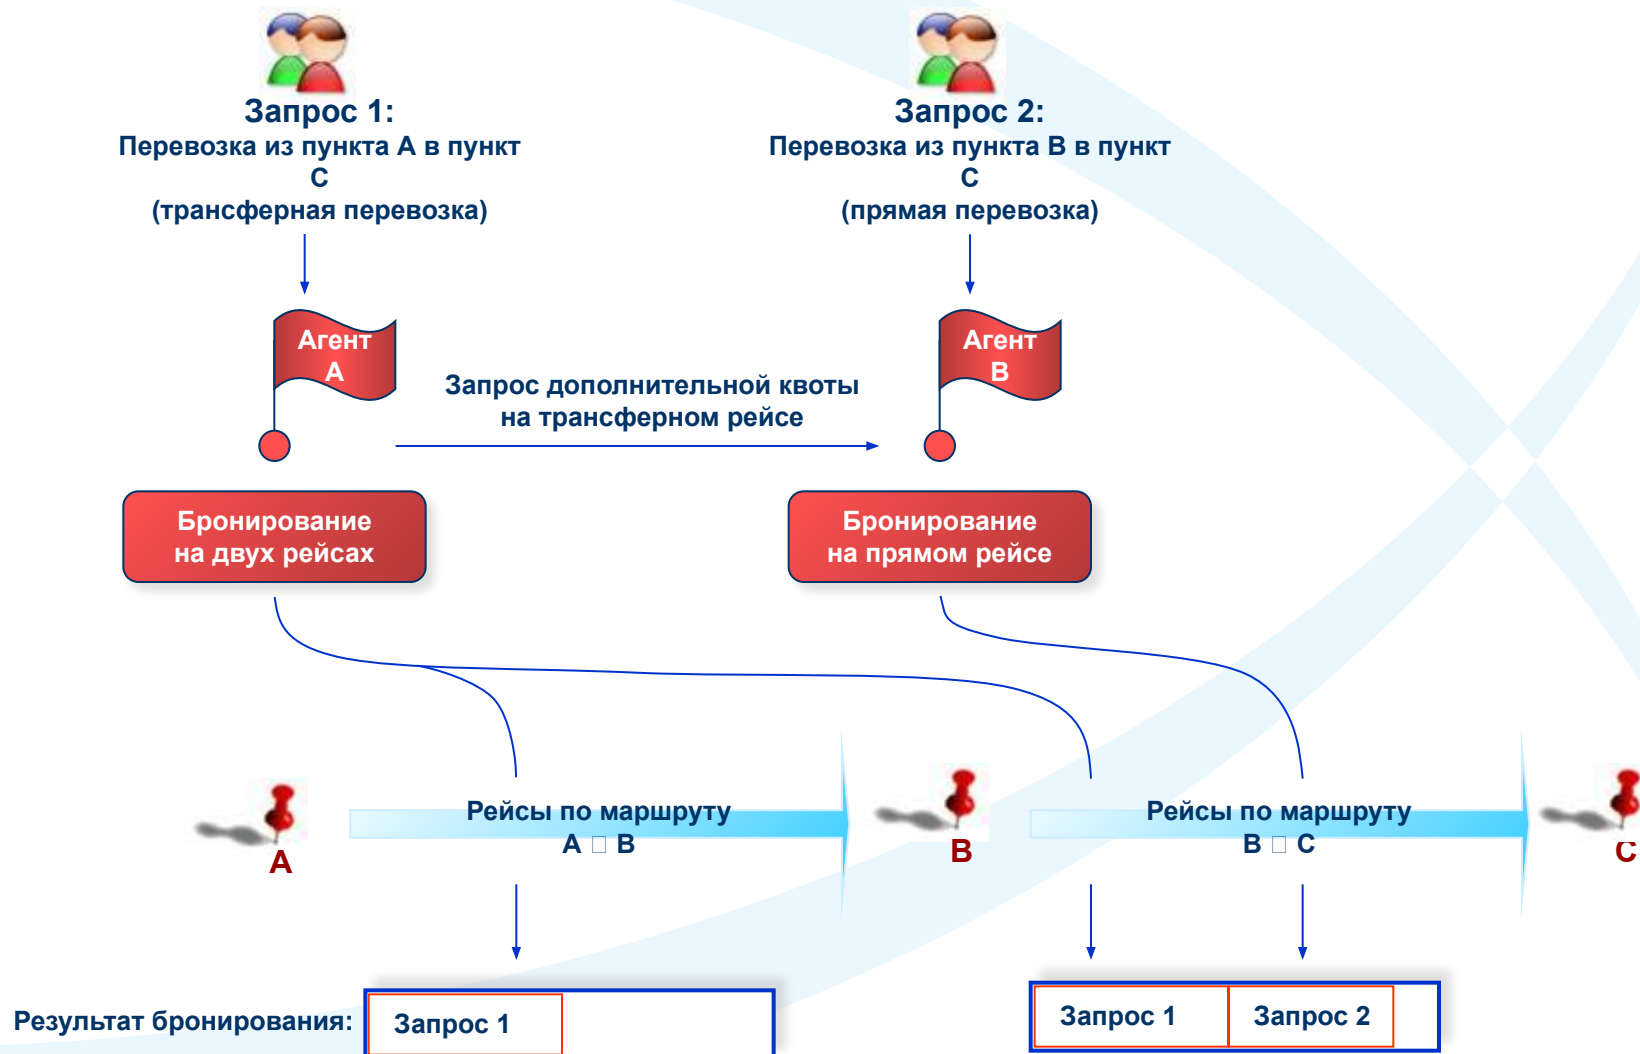 Запрос 1:
Перевозка из пункта А в пункт
С
(трансферная перевозка)
Запрос 2:
Перевозка из пункта В в пункт
С
(прямая перевозка)
Агент
А
Агент
В
Запрос дополнительной квоты
на трансферном рейсе
Бронирование
на двух рейсах
Бронирование
на прямом рейсе
А
Рейсы по маршруту
А □ В
В
Рейсы по маршруту
В □ С
С
Результат бронирования:
Запрос 1
Запрос 1
Запрос 2